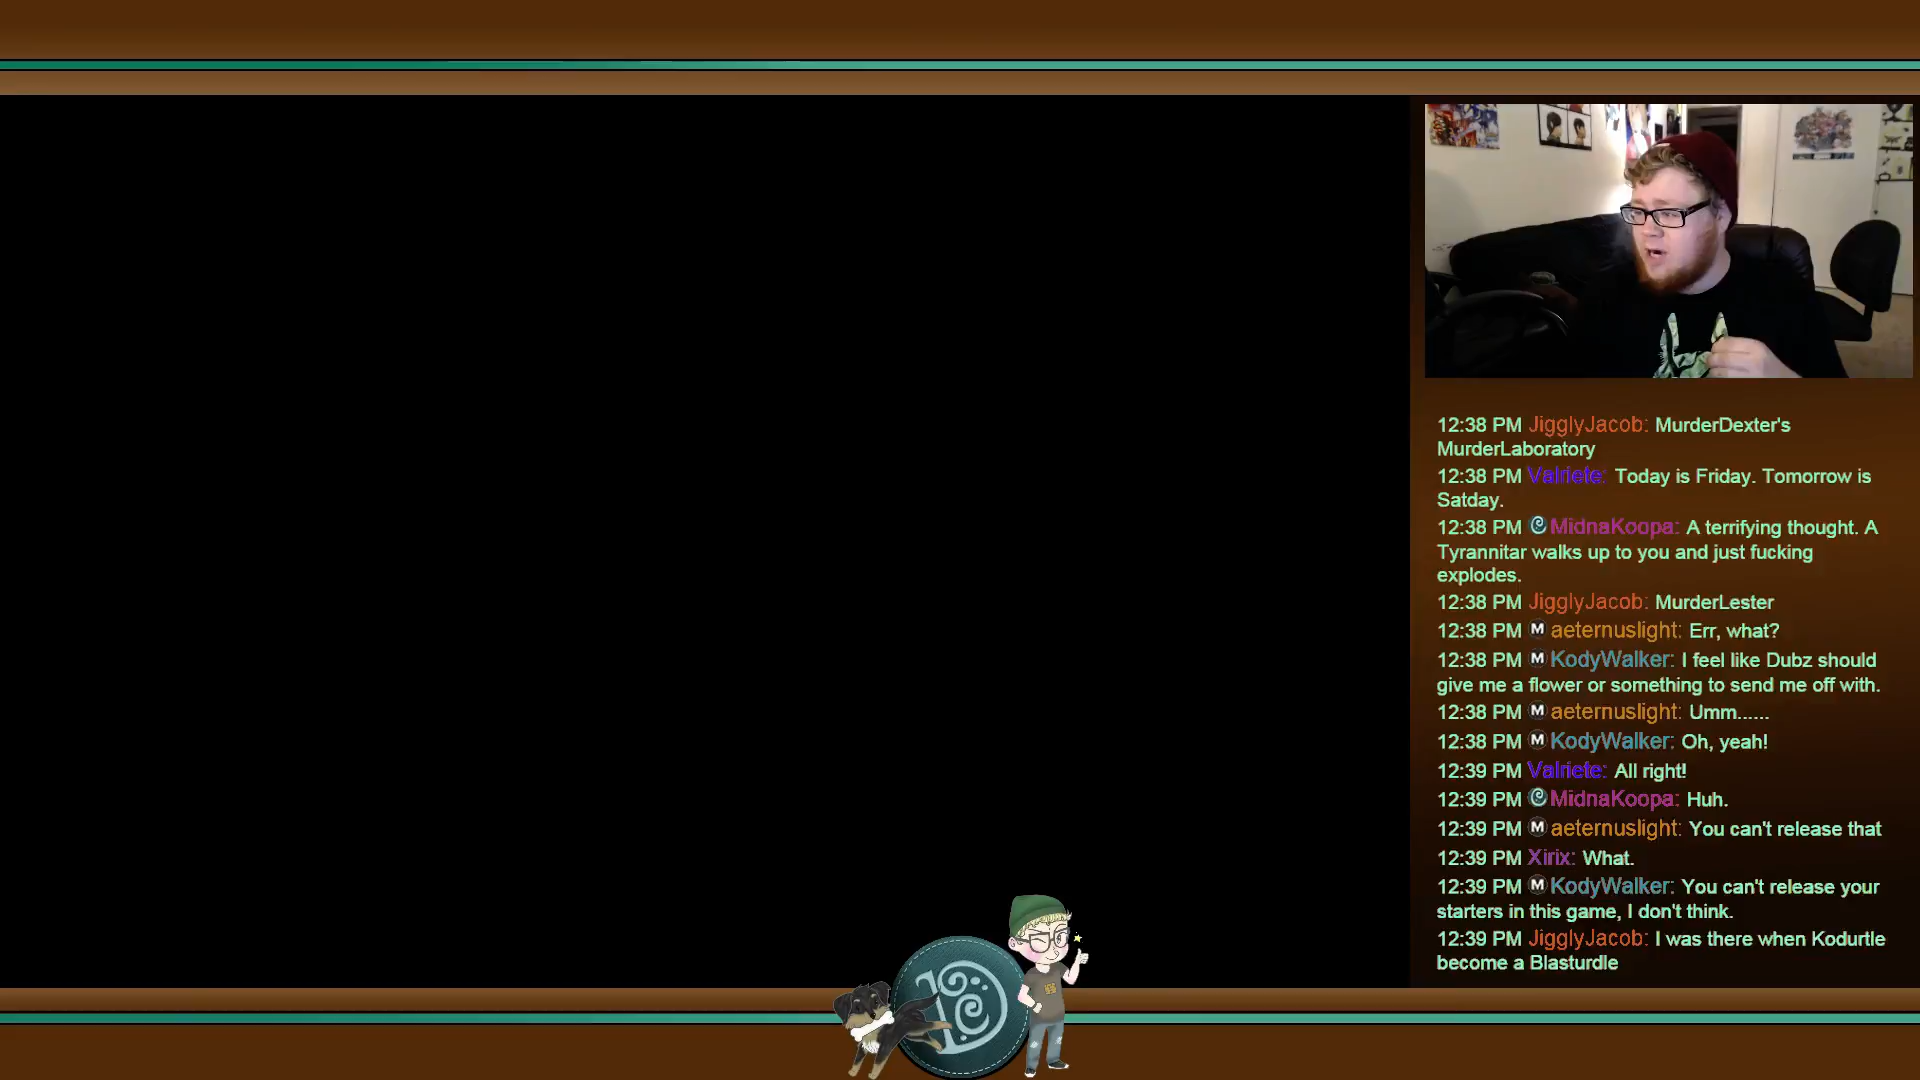 12:38 PM JigglyJacob: MurderDexter's
MurderLaboratory
12:38 PM Valriete: Today is Friday. Tomorrow is
Satday.
12:38 PM MidnaKoopa: A terrifying thought. A
Tyrannitar walks up to you and just fucking
explodes.
12:38 PM JigglyJacob: MurderLester
12:38 PM M aeternuslight: Err, what?
12:38 PM M KodyWalker: I feel like Dubz should
give me a flower or something to send me off with.
12:38 PM M aeternuslight: Umm......
12:38 PM M KodyWalker: Oh, yeah!
12:39 PM Valriete: All right!
12:39 PM MidnaKoopa: Huh.
12:39 PM M aeternuslight: You can't release that
12:39 PM Xirix: What.
12:39 PM M KodyWalker: You can't release your
starters in this game, I don't think.
12:39 PM JigglyJacob: I was there when Kodurtle
become a Blasturdle